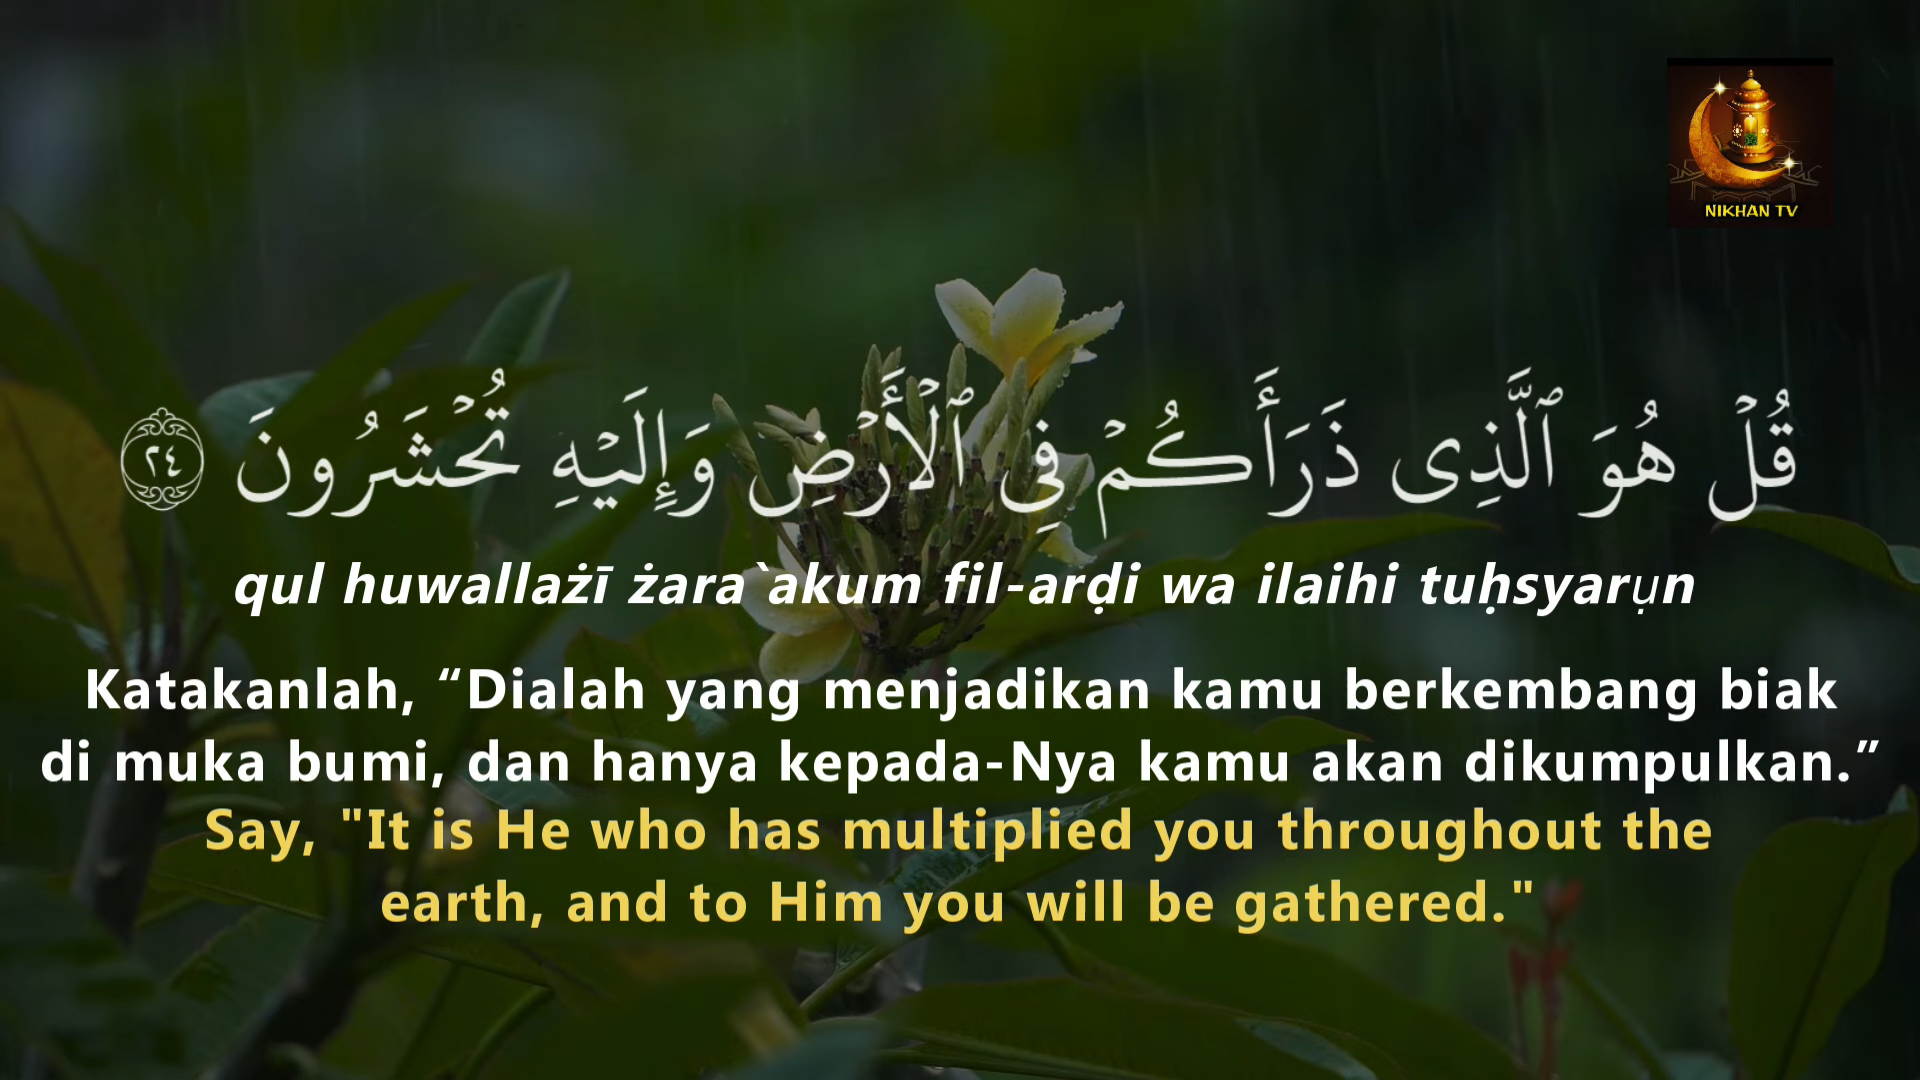 NIKHAN TV
قُلۡ هُوَ ٱلَّذِى ذَرَأَكُمۡ فِى ٱلۡأَرۡضِ وَإِلَيۡهِ تُحۡشَرُونَ ٢٤
qul huwallażī żara`akum fil-arḍi wa ilaihi tuḥsyarụn
Katakanlah, “Dialah yang menjadikan kamu berkembang biak
di muka bumi, dan hanya kepada-Nya kamu akan dikumpulkan.”
Say, "It is He who has multiplied you throughout the
earth, and to Him you will be gathered."